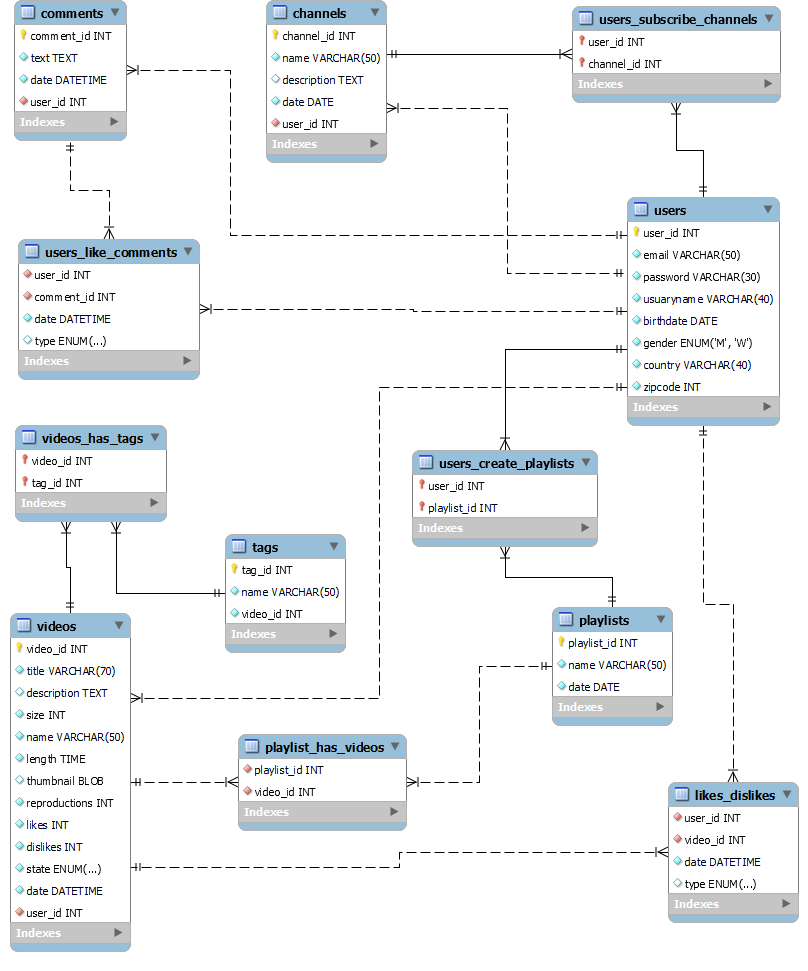 comments
comment_id INT
text TEXT
date DATETIME
user_id INT
Indexes
channels
channel_id INT
name VARCHAR(50)
description TEXT
date DATE
user_id INT
Indexes
users_subscribe_channels
user_id INT
channel_id INT
Indexes
users
user_id INT
email VARCHAR(50)
password VARCHAR(30)
usuaryname VARCHAR(40)
birthdate DATE
gender ENUM('M', 'W')
country VARCHAR(40)
zipcode INT
Indexes
users_like_comments
user_id INT
comment_id INT
date DATETIME
type ENUM(...)
Indexes
videos_has_tags
video_id INT
tag_id INT
Indexes
users_create_playlists
user_id INT
playlist_id INT
Indexes
tags
tag_id INT
name VARCHAR(50)
video_id INT
Indexes
playlists
playlist_id INT
name VARCHAR(50)
date DATE
Indexes
videos
video_id INT
title VARCHAR(70)
description TEXT
size INT
name VARCHAR(50)
length TIME
thumbnail BLOB
reproductions INT
likes INT
dislikes INT
state ENUM(...)
date DATETIME
user_id INT
Indexes
playlist_has_videos
playlist_id INT
video_id INT
Indexes
likes_dislikes
user_id INT
video_id INT
date DATETIME
type ENUM(...)
Indexes